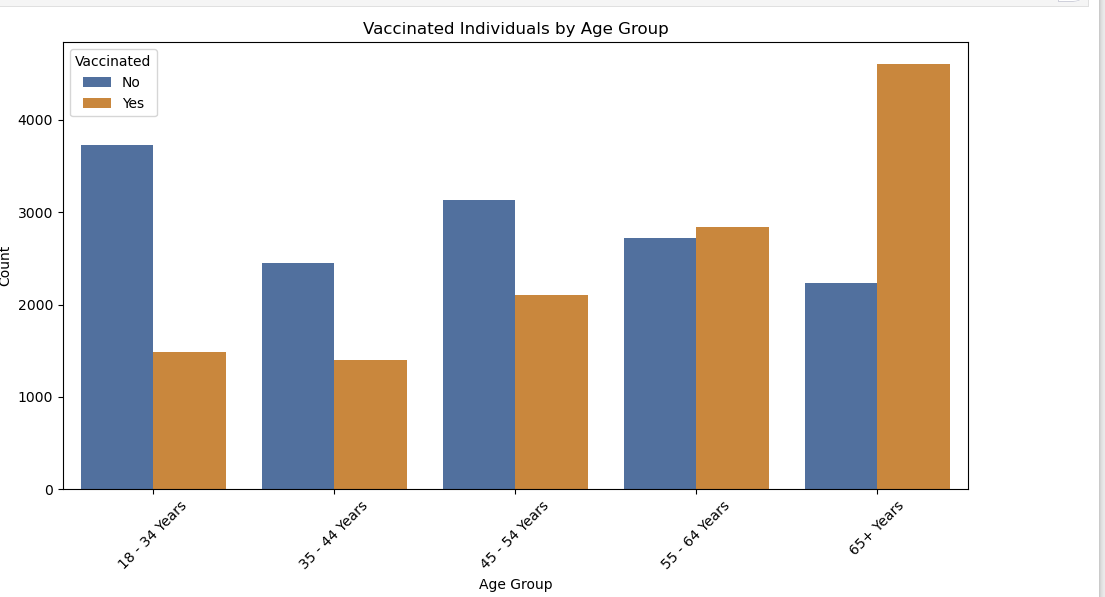 Vaccinated Individuals by Age Group
Vaccinated
No
Yes
4000
3000
2000
1000
0
Count
18 - 34 Years
35 - 44 Years
45 - 54 Years
55 - 64 Years
65+ Years
Age Group